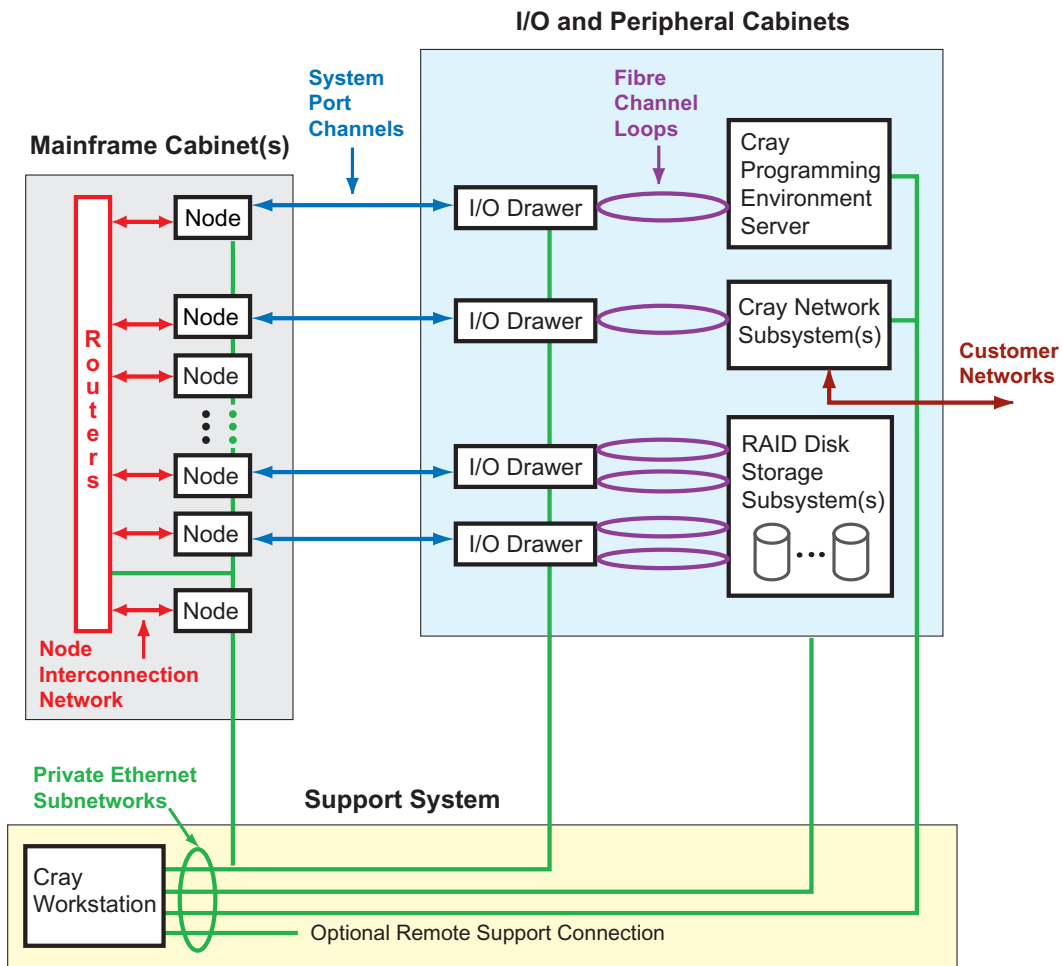 I/O and Peripheral Cabinets
System
Port
Channels
Fibre
Channel
Loops
Mainframe Cabinet(s)
Cray
Programming
Environment
Server
Node
I/O Drawer
Node
I/O Drawer
Cray Network
Subsystem(s)
Customer
Networks
Routers
Node
Node
I/O Drawer
RAID Disk
Storage
Subsystem(s)
Node
I/O Drawer
Node
Node
Interconnection
Network
Private Ethernet
Subnetworks
Support System
Cray
Workstation
Optional Remote Support Connection